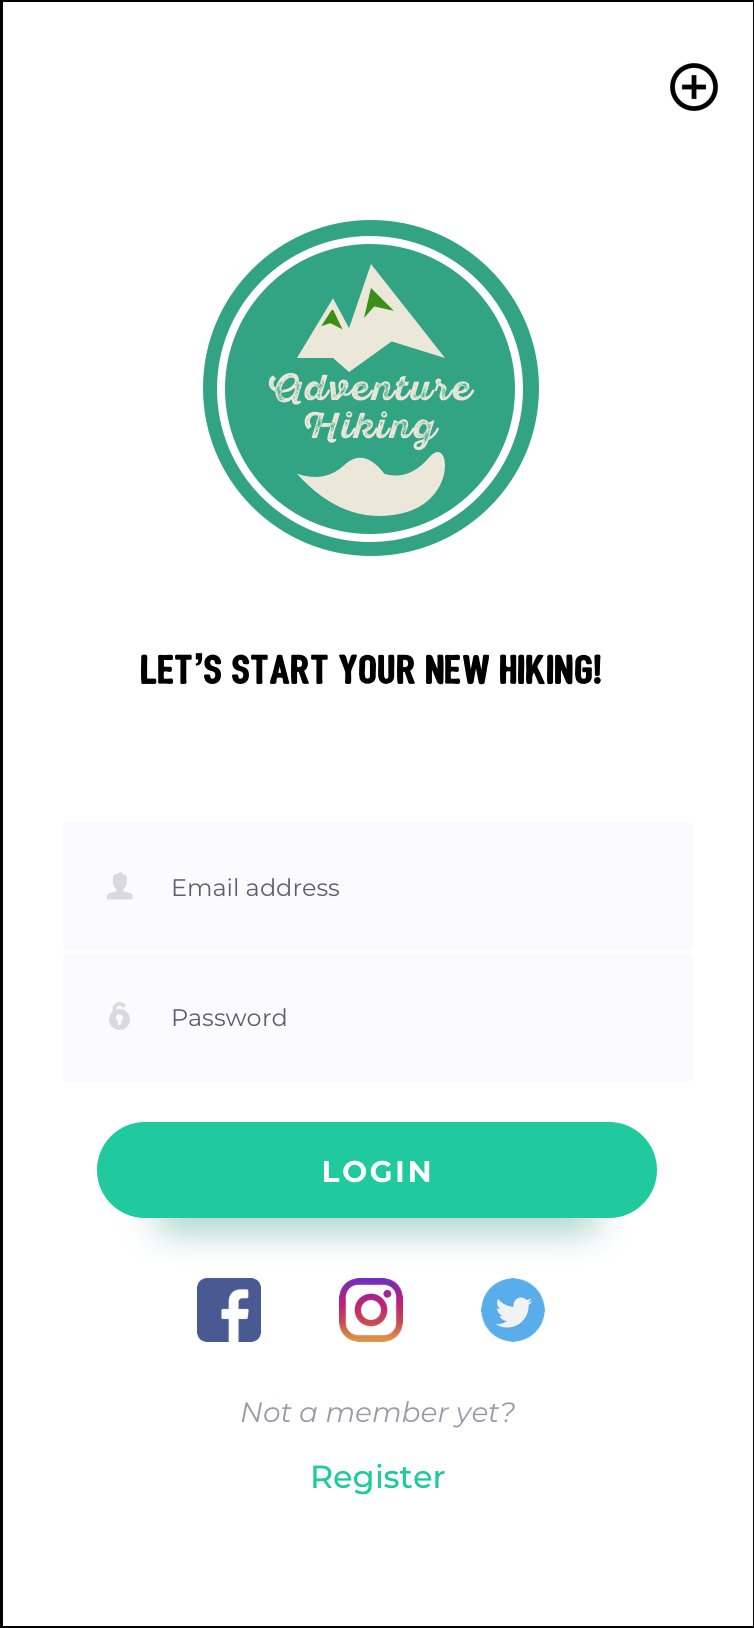 Adventure
Hiking
LET'S START YOUR NEW HIKING!
Email address
Password
LOGIN
Not a member yet?
Register